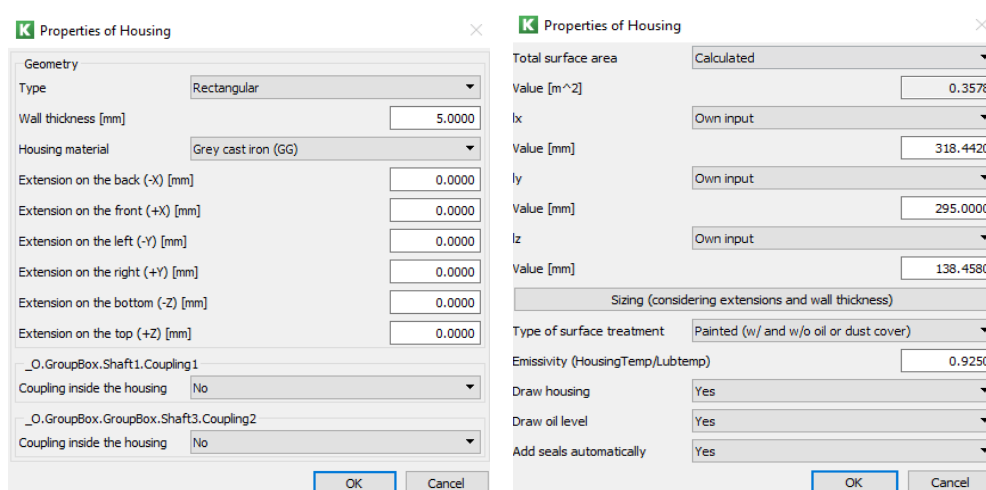 K Properties of Housing
Geometry
Type Rectangular
Wall thickness [mm] 5.0000
Housing material Grey cast iron (GG)
Extension on the back (-X) [mm] 0.0000
Extension on the front (+X) [mm] 0.0000
Extension on the left (-Y) [mm] 0.0000
Extension on the right (+Y) [mm] 0.0000
Extension on the bottom (-Z) [mm] 0.0000
Extension on the top (+Z) [mm] 0.0000
_O.GroupBox.Shaft1.Coupling1
Coupling inside the housing No
_O.GroupBox.GroupBox.Shaft3.Coupling2
Coupling inside the housing No
OK Cancel
K Properties of Housing
Total surface area Calculated
Value [m^2] 0.3578
lx Own input
Value [mm] 318.4420
ly Own input
Value [mm] 295.0000
lz Own input
Value [mm] 138.4580
Sizing (considering extensions and wall thickness)
Type of surface treatment Painted (w/ and w/o oil or dust cover)
Emissivity (HousingTemp/Lubtemp) 0.9250
Draw housing Yes
Draw oil level Yes
Add seals automatically Yes
OK Cancel